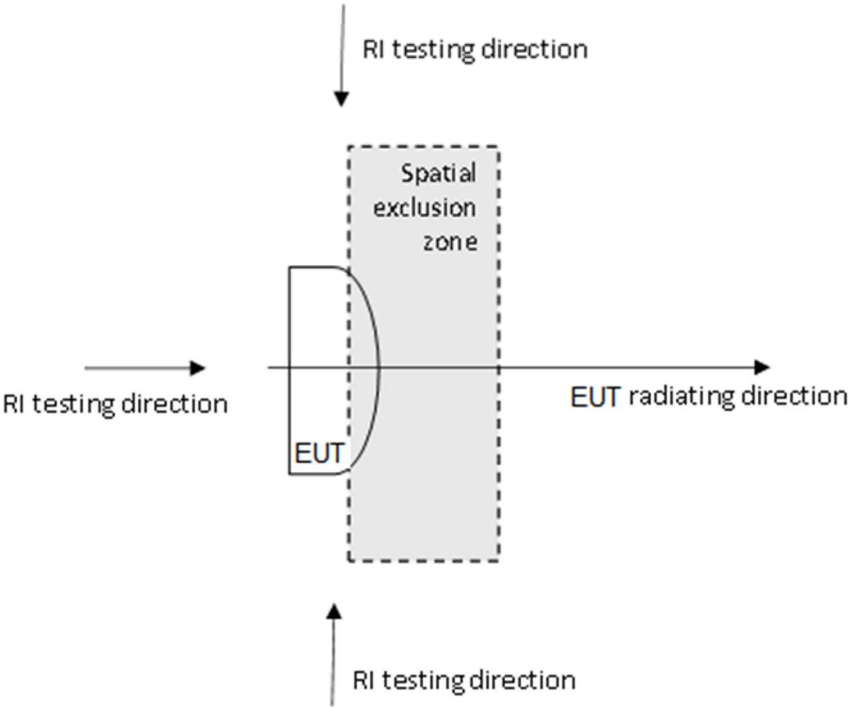 RI testing direction
Spatial
exclusion
zone
RI testing direction
EUT radiating direction
EUT
RI testing direction